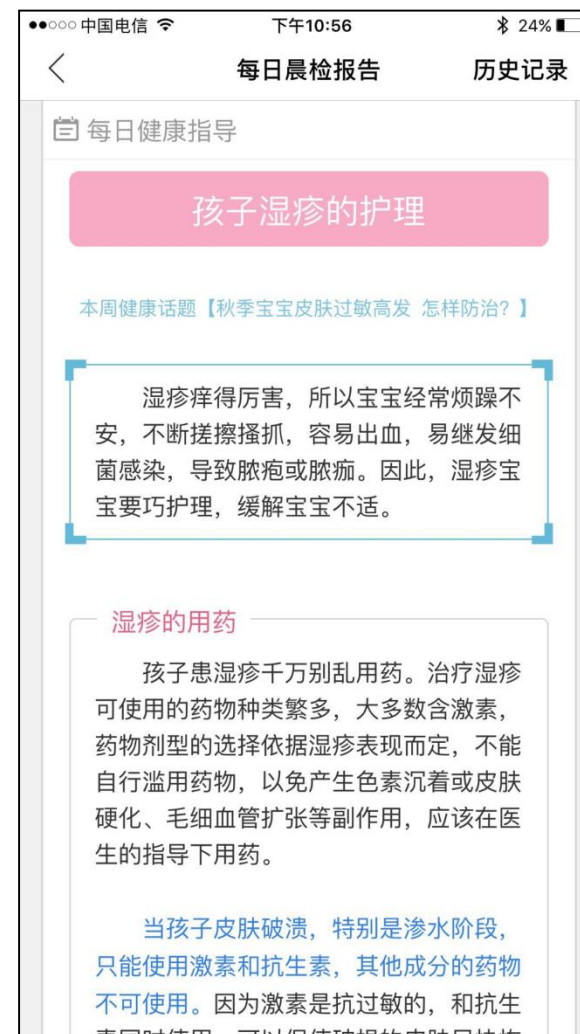 中国电信 下午10:56 24%
每日晨检报告 历史记录
每日健康指导
孩子湿疹的护理
本周健康话题【秋季宝宝皮肤过敏高发 怎样防治？】
湿疹痒得厉害，所以宝宝经常烦躁不
安，不断搓擦搔抓，容易出血，易继发细
菌感染，导致脓疱或脓痂。因此，湿疹宝
宝要巧护理，缓解宝宝不适。
湿疹的用药
孩子患湿疹千万别乱用药。治疗湿疹
可使用的药物种类繁多，大多数含激素，
药物剂型的选择依据湿疹表现而定，不能
自行滥用药物，以免产生色素沉着或皮肤
硬化、毛细血管扩张等副作用，应该在医
生的指导下用药。
当孩子皮肤破溃，特别是渗水阶段，
只能使用激素和抗生素，其他成分的药物
不可使用。因为激素是抗过敏的，和抗生